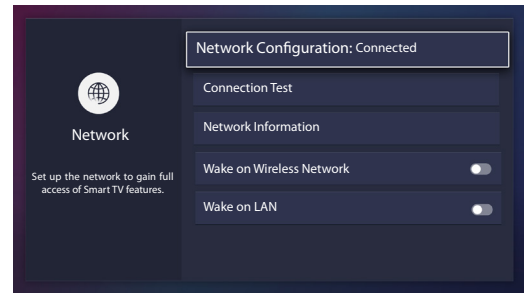 Network
Set up the network to gain full
access of Smart TV features.
Network Configuration: Connected
Connection Test
Network Information
Wake on Wireless Network
Wake on LAN